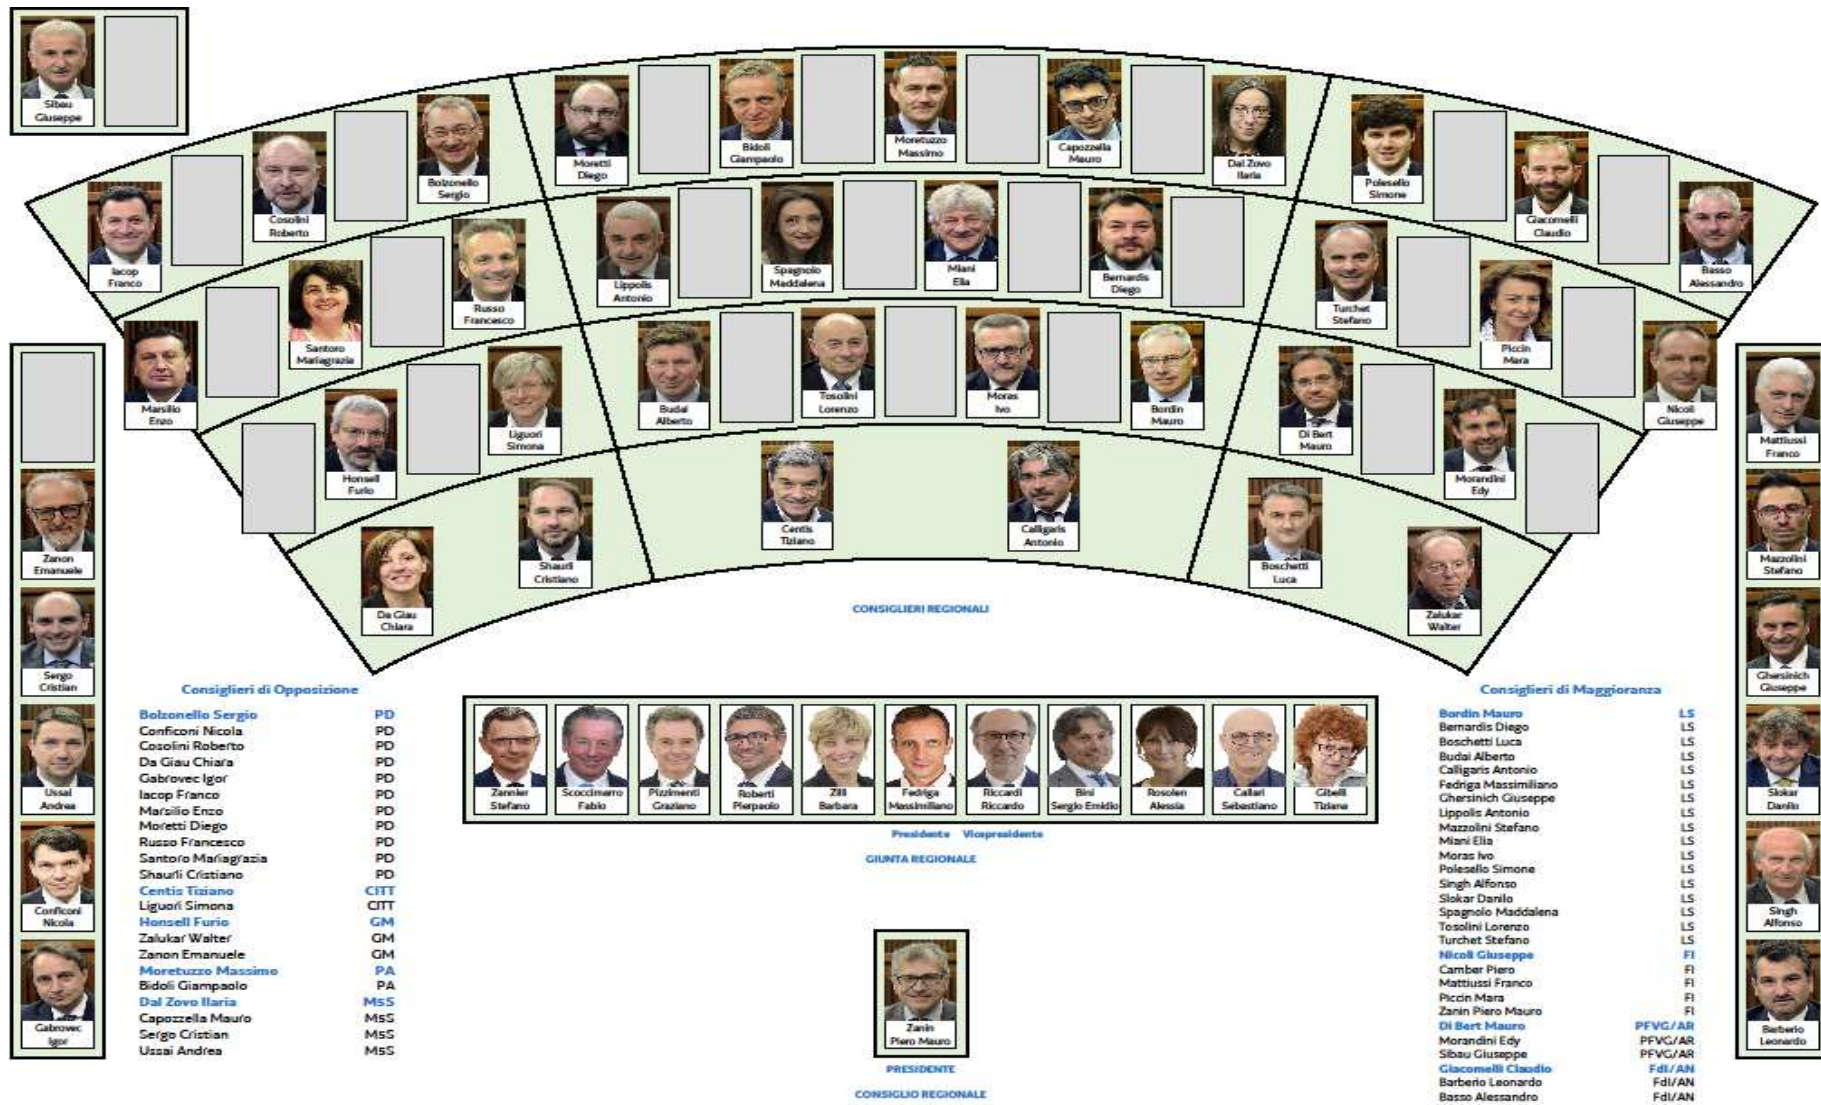 Sibau
Giuseppe
Iacop
Franco
Cosolini
Roberto
Bolzonello
Sergio
Moretti
Diego
Bidoli
Giampaolo
Moretuzzo
Massimo
Capozzella
Mauro
Dal Zovo
Ilaria
Polesello
Simone
Giacomelli
Claudio
Basso
Alessandro
Marsilio
Enzo
Santoro
Mariagrazia
Russo
Francesco
Lippolis
Antonio
Spagnolo
Maddalena
Miani
Elia
Bernardis
Diego
Turchet
Stefano
Piccin
Mara
Nicoli
Giuseppe
Honsell
Furio
Liguori
Simona
Budai
Alberto
Tosolini
Lorenzo
Moras
Ivo
Bordin
Mauro
Di Bert
Mauro
Morandini
Edy
Da Giau
Chiara
Shaurli
Cristiano
Centis
Tiziano
Calligaris
Antonio
Boschetti
Luca
Zalukar
Walter
CONSIGLIERI REGIONALI
Zanon
Emanuele
Sergo
Cristian
Ussai
Andrea
Conficoni
Nicola
Gabrovec
Igor
Mattiussi
Franco
Mazzolini
Stefano
Ghersinich
Giuseppe
Slokar
Danilo
Singh
Alfonso
Barberio
Leonardo
Consiglieri di Opposizione
Bolzonello Sergio PD
Conficoni Nicola PD
Cosolini Roberto PD
Da Giau Chiara PD
Gabrovec Igor PD
Iacop Franco PD
Marsilio Enzo PD
Moretti Diego PD
Russo Francesco PD
Santoro Mariagrazia PD
Shaurli Cristiano PD
Centis Tiziano CITT
Liguori Simona CITT
Honsell Furio GM
Zalukar Walter GM
Zanon Emanuele GM
Moretuzzo Massimo PA
Bidoli Giampaolo PA
Dal Zovo Ilaria M5S
Capozzella Mauro M5S
Sergo Cristian M5S
Ussai Andrea M5S
Zannier
Stefano
Scoccimarro
Fabio
Pizzimenti
Graziano
Roberti
Pierpaolo
Zilli
Barbara
Fedriga
Massimiliano
Riccardi
Riccardo
Bini
Sergio Emidio
Rosolen
Alessia
Callari
Sebastiano
Gibelli
Tiziana
Presidente Vicepresidente
GIUNTA REGIONALE
Zanin
Piero Mauro
PRESIDENTE
CONSIGLIO REGIONALE
Consiglieri di Maggioranza
Bordin Mauro LS
Bernardis Diego LS
Boschetti Luca LS
Budai Alberto LS
Calligaris Antonio LS
Fedriga Massimiliano LS
Ghersinich Giuseppe LS
Lippolis Antonio LS
Mazzolini Stefano LS
Miani Elia LS
Moras Ivo LS
Polesello Simone LS
Singh Alfonso LS
Slokar Danilo LS
Spagnolo Maddalena LS
Tosolini Lorenzo LS
Turchet Stefano LS
Nicoli Giuseppe FI
Camber Piero FI
Mattiussi Franco FI
Piccin Mara FI
Zanin Piero Mauro FI
Di Bert Mauro PFVG/AR
Morandini Edy PFVG/AR
Sibau Giuseppe PFVG/AR
Giacomelli Claudio FdI/AN
Barberio Leonardo FdI/AN
Basso Alessandro FdI/AN